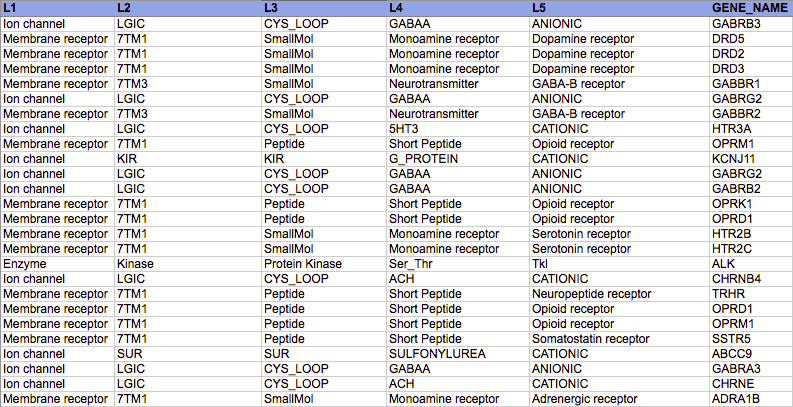 L1 L2 L3 L4 L5 GENE_NAME
Ion channel LGIC CYS_LOOP GABAA ANIONIC GABRB3
Membrane receptor 7TM1 SmallMol Monoamine receptor Dopamine receptor DRD5
Membrane receptor 7TM1 SmallMol Monoamine receptor Dopamine receptor DRD2
Membrane receptor 7TM1 SmallMol Monoamine receptor Dopamine receptor DRD3
Membrane receptor 7TM3 SmallMol Neurotransmitter GABA-B receptor GABBR1
Ion channel LGIC CYS_LOOP GABAA ANIONIC GABRG2
Membrane receptor 7TM3 SmallMol Neurotransmitter GABA-B receptor GABBR2
Ion channel LGIC CYS_LOOP 5HT3 CATIONIC HTR3A
Membrane receptor 7TM1 Peptide Short Peptide Opioid receptor OPRM1
Ion channel KIR KIR G_PROTEIN CATIONIC KCNJ11
Ion channel LGIC CYS_LOOP GABAA ANIONIC GABRG2
Ion channel LGIC CYS_LOOP GABAA ANIONIC GABRB2
Membrane receptor 7TM1 Peptide Short Peptide Opioid receptor OPRK1
Membrane receptor 7TM1 Peptide Short Peptide Opioid receptor OPRD1
Membrane receptor 7TM1 SmallMol Monoamine receptor Serotonin receptor HTR2B
Membrane receptor 7TM1 SmallMol Monoamine receptor Serotonin receptor HTR2C
Enzyme Kinase Protein Kinase Ser_Thr Tkl ALK
Ion channel LGIC CYS_LOOP ACH CATIONIC CHRNB4
Membrane receptor 7TM1 Peptide Short Peptide Neuropeptide receptor TRHR
Membrane receptor 7TM1 Peptide Short Peptide Opioid receptor OPRD1
Membrane receptor 7TM1 Peptide Short Peptide Opioid receptor OPRM1
Membrane receptor 7TM1 Peptide Short Peptide Somatostatin receptor SSTR5
Ion channel SUR SUR SULFONYLUREA CATIONIC ABCC9
Ion channel LGIC CYS_LOOP GABAA ANIONIC GABRA3
Ion channel LGIC CYS_LOOP ACH CATIONIC CHRNE
Membrane receptor 7TM1 SmallMol Monoamine receptor Adrenergic receptor ADRA1B